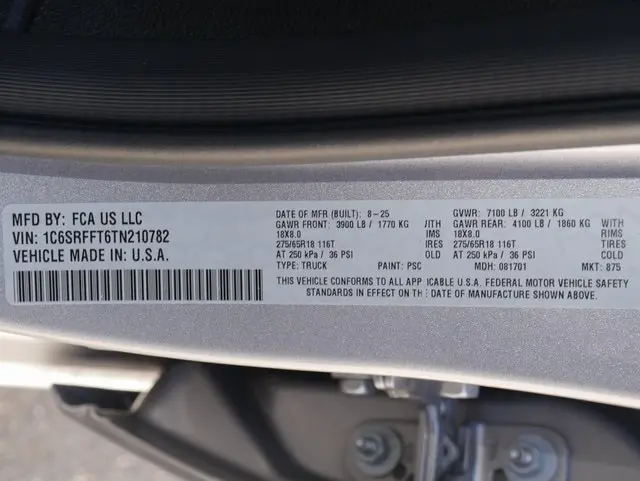 MFD BY: FCA US LLC
VIN: 1C6SRFFT6TN210782
VEHICLE MADE IN: U.S.A.
DATE OF MFR (BUILT): 8-25 GVWR: 7100 LB / 3221 KG
GAWR FRONT: 3900 LB / 1770 KG JITH GAWR REAR: 4100 LB / 1860 KG WITH
18X8.0 IMS 18X8.0 RIMS
275/65R18 116T IRES 275/65R18 116T TIRES
AT 250 kPa / 36 PSI OLD AT 250 kPa / 36 PSI COLD
TYPE: TRUCK PAINT: PSC MDH: 081701 MKT: 875
THIS VEHICLE CONFORMS TO ALL APP ICABLE U.S.A. FEDERAL MOTOR VEHICLE SAFETY
STANDARDS IN EFFECT ON TH DATE OF MANUFACTURE SHOWN ABOVE.